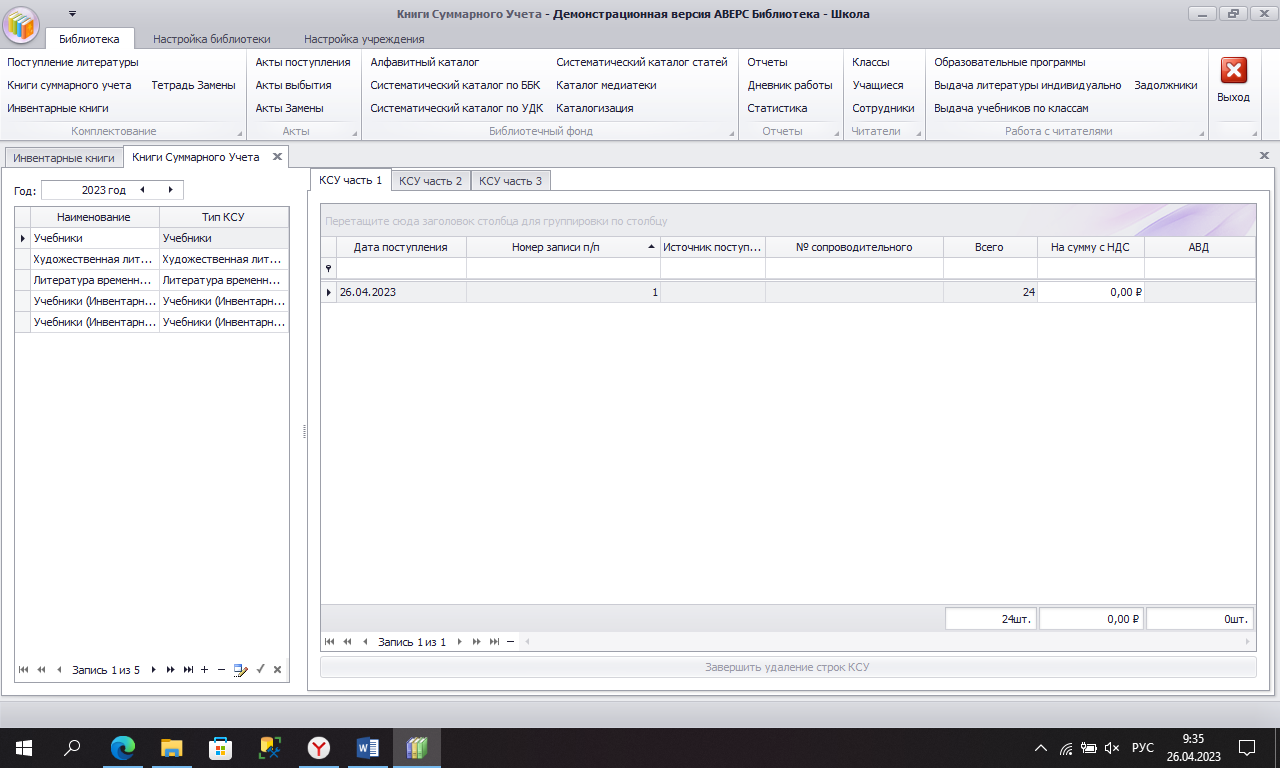 Книги Суммарного Учета - Демонстрационная версия АВЕРС Библиотека - Школа
Библиотека Настройка библиотеки Настройка учреждения
Поступление литературы Акты поступления Алфавитный каталог Систематический каталог статей Отчеты Классы Образовательные программы
Книги суммарного учета Тетрадь Замены Акты выбытия Систематический каталог по ББК Каталог медиатеки Дневник работы Учащиеся Выдача литературы индивидуально Задолжники
Выход
Инвентарные книги Акты Замены Систематический каталог по УДК Каталогизация Статистика Сотрудники Выдача учебников по классам
Комплектование Акты Библиотечный фонд Отчеты Читатели Работа с читателями
Инвентарные книги Книги Суммарного Учета
Год: 2023 год КСУ часть 1 КСУ часть 2 КСУ часть 3
Наименование Тип КСУ Перетащите сюда заголовок столбца для группировки по столбцу
Учебники Учебники Дата поступления Номер записи п/п Источник поступ... № сопроводительного Всего На сумму с НДС АВД
Художественная лит... Художественная лит...
Литература временн... Литература временн...
Учебники (Инвентарн... Учебники (Инвентарн... 26.04.2023 1 24 0,00 ₽
Учебники (Инвентарн... Учебники (Инвентарн...
24шт. 0,00 ₽ 0шт.
Запись 1 из 1
Запись 1 из 5 Завершить удаление строк КСУ
РУС 9:35
26.04.2023